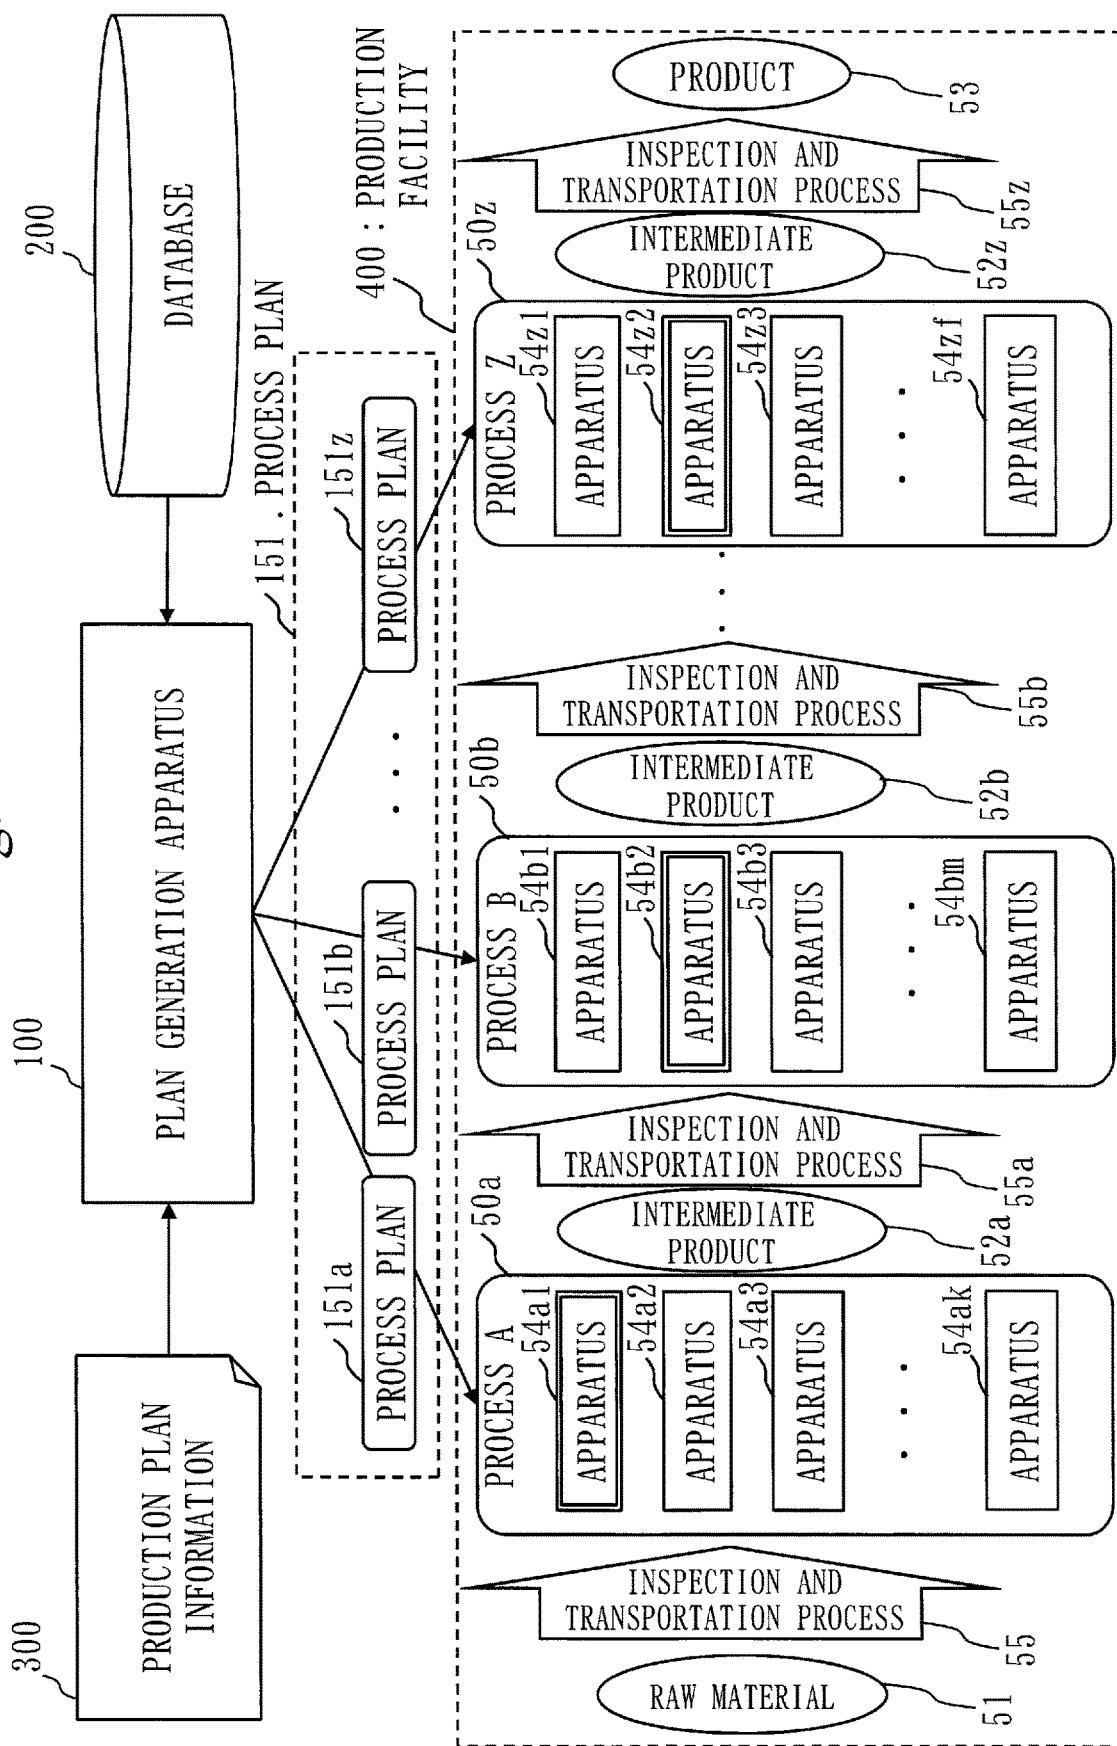 300
PRODUCTION PLAN
INFORMATION
100
PLAN GENERATION APPARATUS
200
DATABASE
151 . PROCESS PLAN
151a
PROCESS PLAN
151b
PROCESS PLAN
. . .
151z
PROCESS PLAN
400 : PRODUCTION
FACILITY
RAW MATERIAL
51
INSPECTION AND
TRANSPORTATION PROCESS
55
50a
PROCESS A
54a1
APPARATUS
54a2
APPARATUS
54a3
APPARATUS
. . .
54ak
APPARATUS
INTERMEDIATE
PRODUCT
52a
INSPECTION AND
TRANSPORTATION PROCESS
55a
50b
PROCESS B
54b1
APPARATUS
54b2
APPARATUS
54b3
APPARATUS
. . .
54bm
APPARATUS
INTERMEDIATE
PRODUCT
52b
INSPECTION AND
TRANSPORTATION PROCESS
55b
. . .
50z
PROCESS Z
54z1
APPARATUS
54z2
APPARATUS
54z3
APPARATUS
. . .
54zf
APPARATUS
INTERMEDIATE
PRODUCT
52z
INSPECTION AND
TRANSPORTATION PROCESS
55z
PRODUCT
53